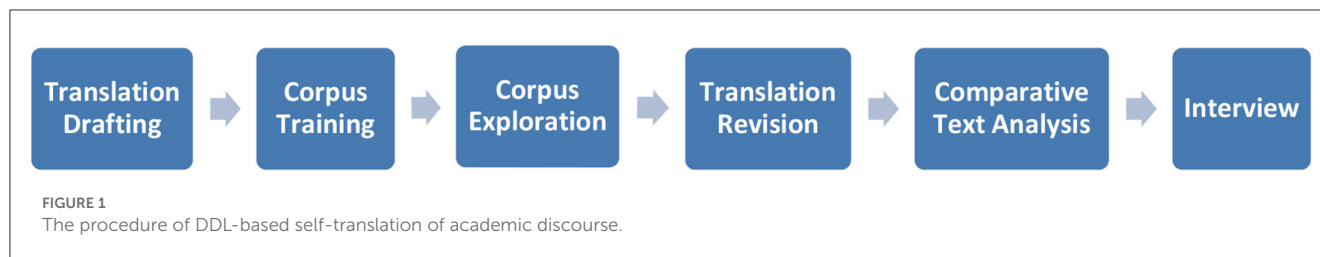 Translation
Drafting
Corpus
Training
Corpus
Exploration
Translation
Revision
Comparative
Text Analysis
Interview
FIGURE 1
The procedure of DDL-based self-translation of academic discourse.